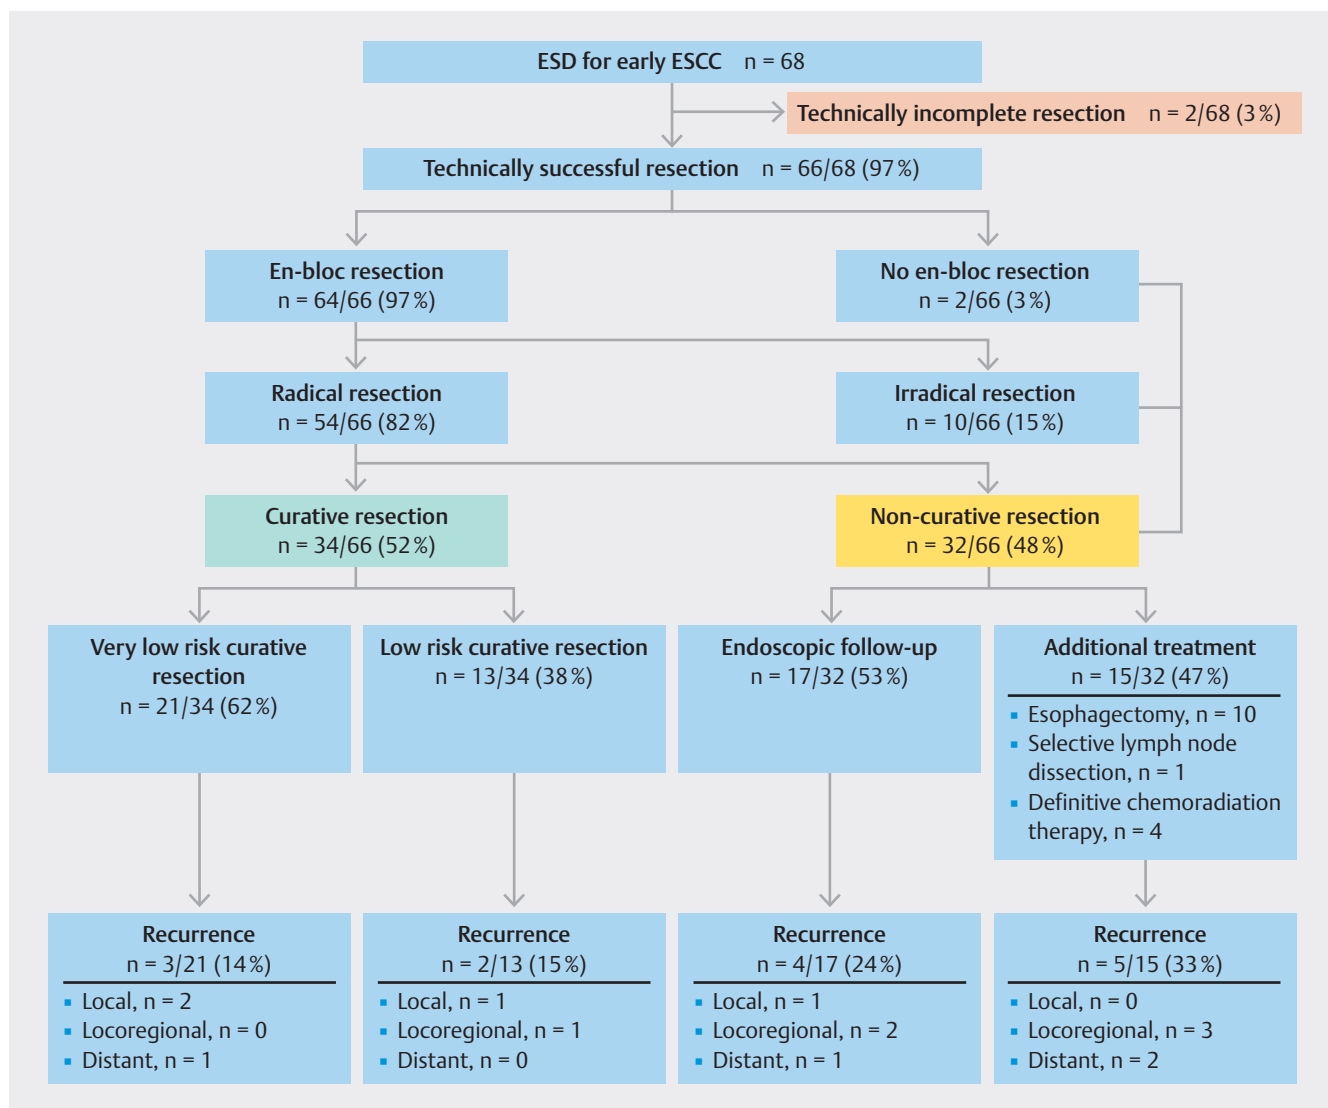 ESD for early ESCC n = 68
Technically incomplete resection n = 2/68 (3 %)
Technically successful resection n = 66/68 (97 %)
En-bloc resection
n = 64/66 (97 %)
No en-bloc resection
n = 2/66 (3 %)
Radical resection
n = 54/66 (82 %)
Irradical resection
n = 10/66 (15 %)
Curative resection
n = 34/66 (52 %)
Non-curative resection
n = 32/66 (48 %)
Very low risk curative
resection
n = 21/34 (62 %)
Low risk curative resection
n = 13/34 (38 %)
Endoscopic follow-up
n = 17/32 (53 %)
Additional treatment
n = 15/32 (47 %)
▪ Esophagectomy, n = 10
▪ Selective lymph node
dissection, n = 1
▪ Definitive chemoradiation
therapy, n = 4
Recurrence
n = 3/21 (14 %)
▪ Local, n = 2
▪ Locoregional, n = 0
▪ Distant, n = 1
Recurrence
n = 2/13 (15 %)
▪ Local, n = 1
▪ Locoregional, n = 1
▪ Distant, n = 0
Recurrence
n = 4/17 (24 %)
▪ Local, n = 1
▪ Locoregional, n = 2
▪ Distant, n = 1
Recurrence
n = 5/15 (33 %)
▪ Local, n = 0
▪ Locoregional, n = 3
▪ Distant, n = 2